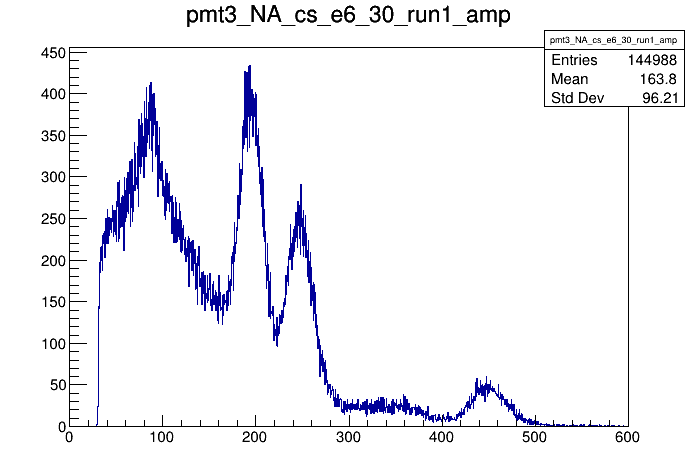 pmt3_NA_cs_e6_30_run1_amp
pmt3_NA_cs_e6_30_run1_amp
Entries 144988
Mean 163.8
Std Dev 96.21
450
400
350
300
250
200
150
100
50
0
0 100 200 300 400 500 600